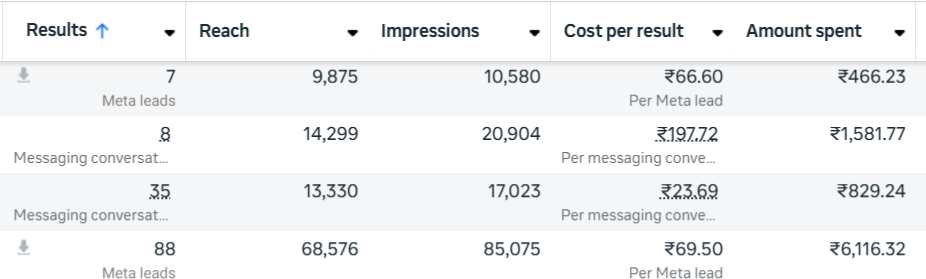 Results ↑ Reach Impressions Cost per result Amount spent
7 9,875 10,580 ₹66.60 ₹466.23
Meta leads Per Meta lead
8 14,299 20,904 ₹197.72 ₹1,581.77
Messaging conversat... Per messaging conve...
35 13,330 17,023 ₹23.69 ₹829.24
Messaging conversat... Per messaging conve...
88 68,576 85,075 ₹69.50 ₹6,116.32
Meta leads Per Meta lead